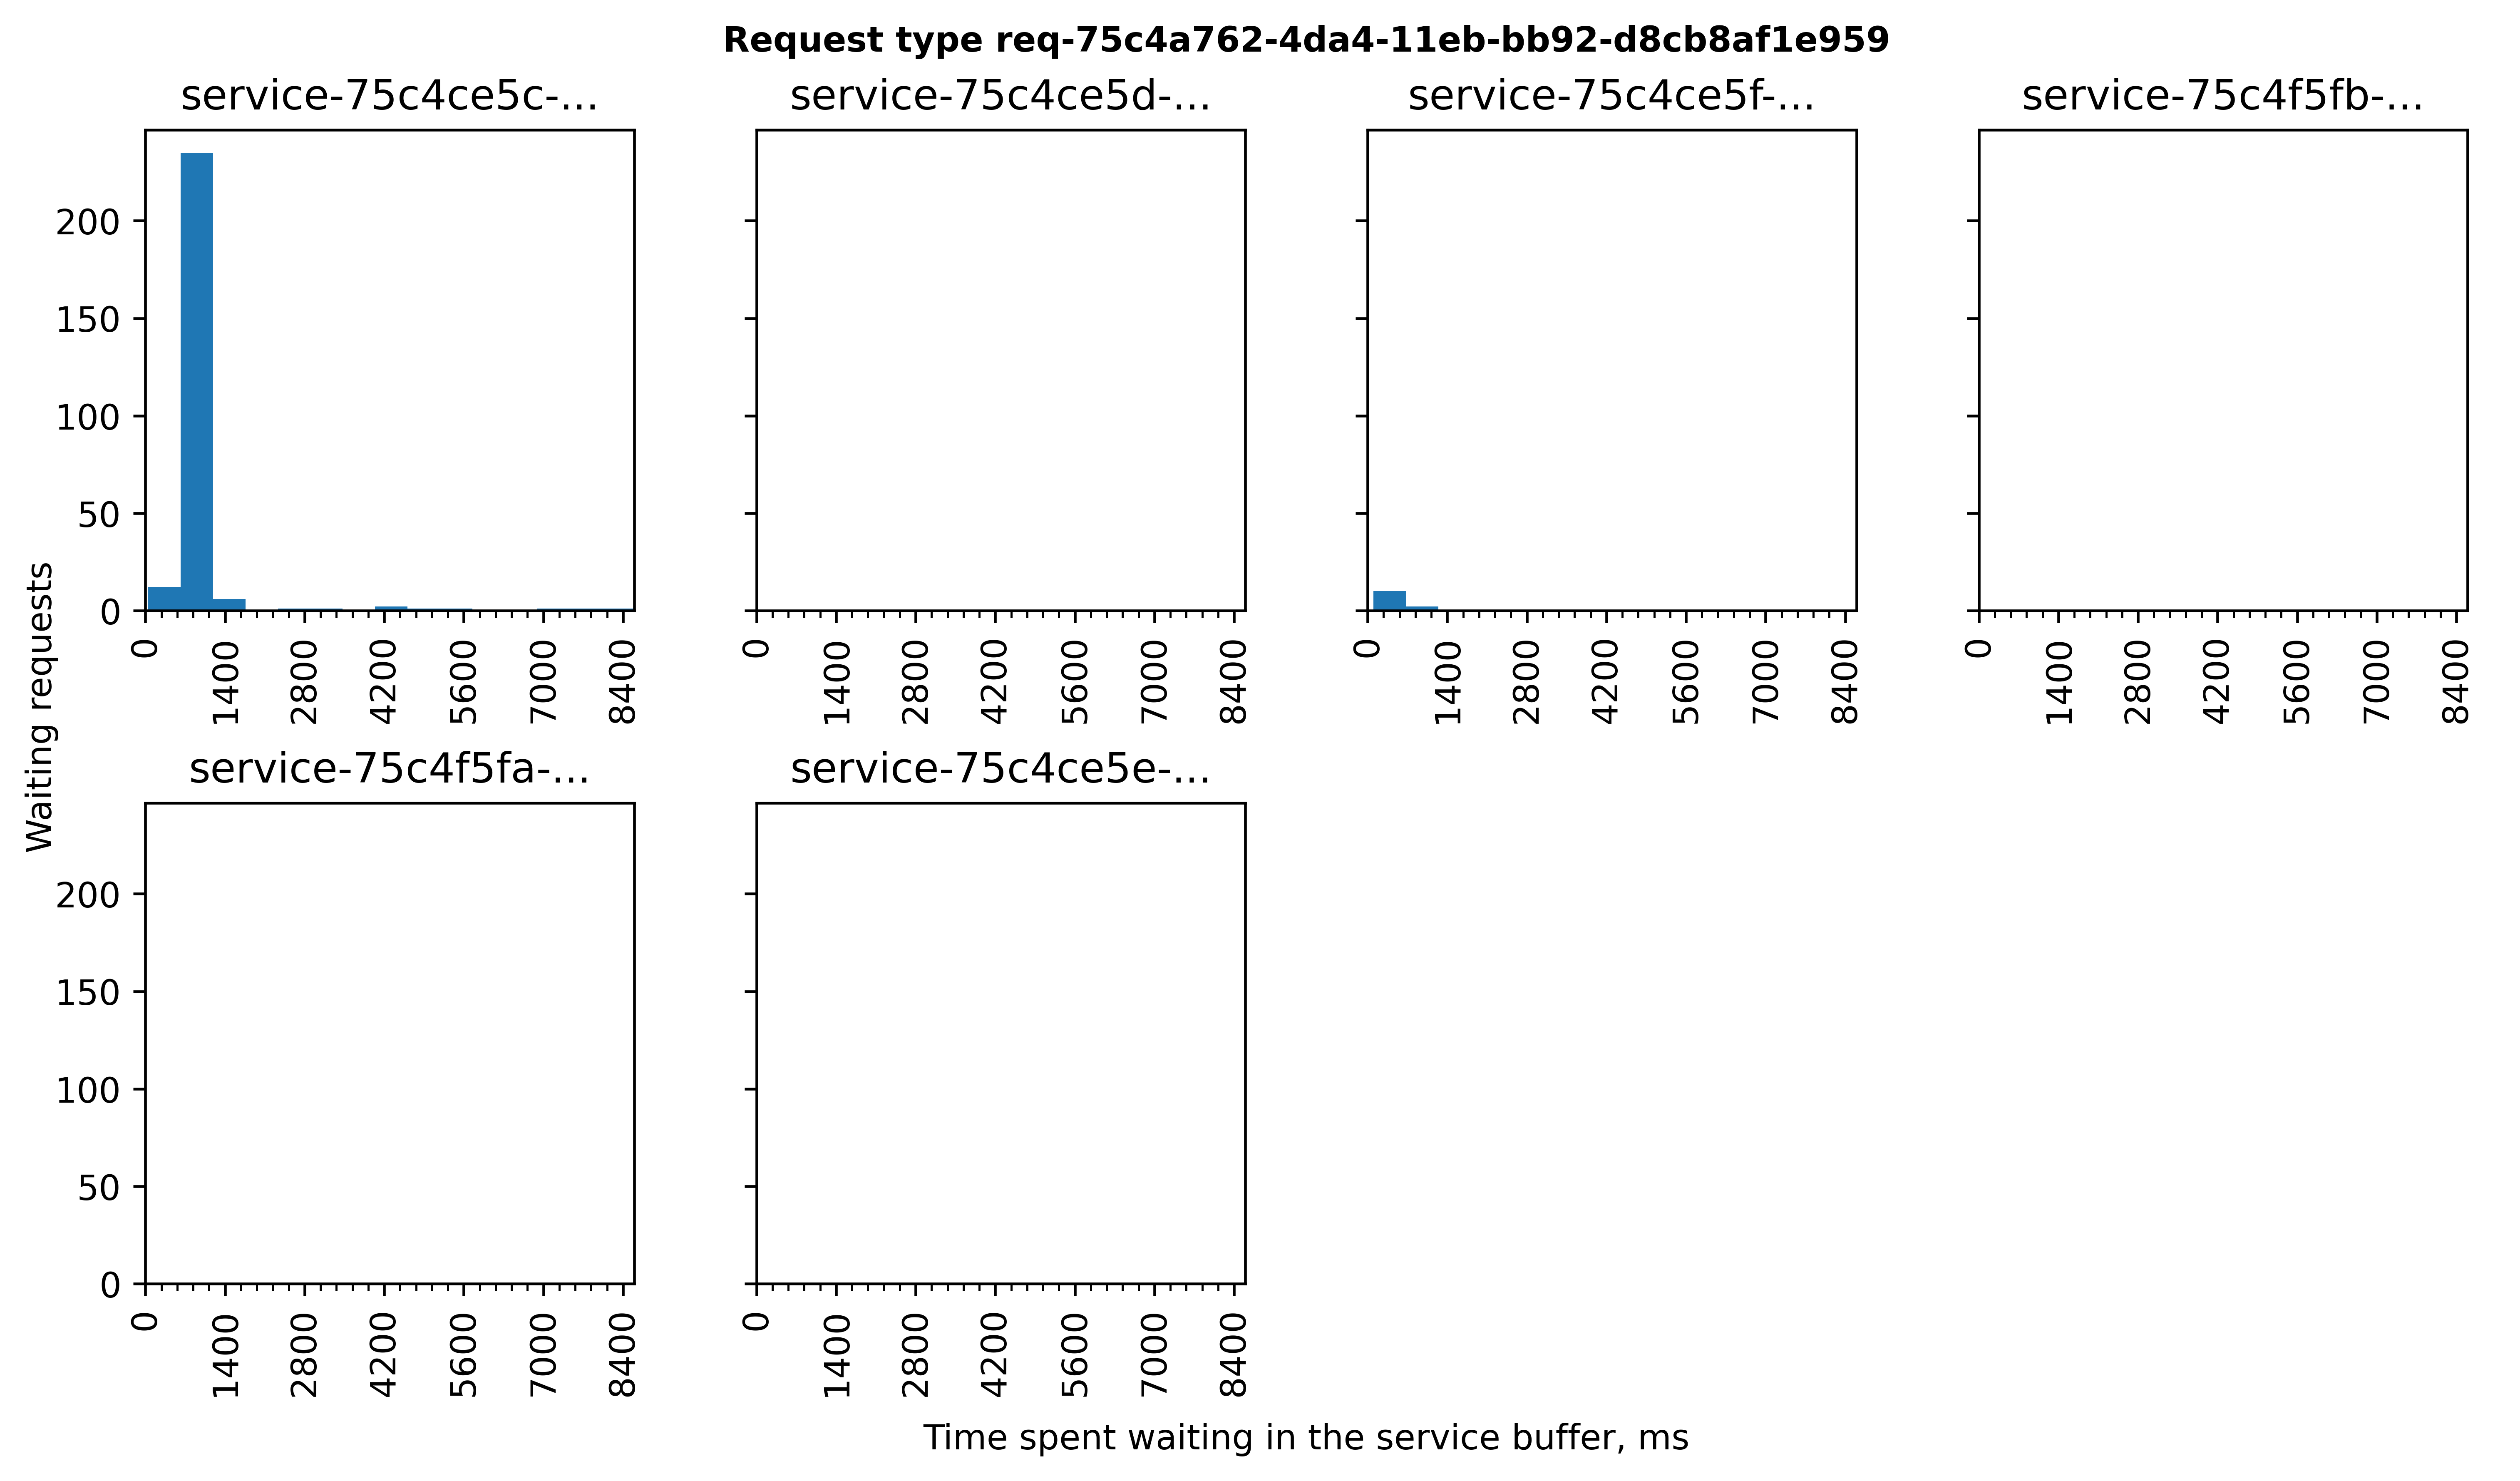 Request type req-75c4a762-4da4-11eb-bb92-d8cb8af1e959
service-75c4ce5c-...
service-75c4ce5d-...
service-75c4ce5f-...
service-75c4f5fb-...
200
150
100
50
0
0 1400 2800 4200 5600 7000 8400
0 1400 2800 4200 5600 7000 8400
0 1400 2800 4200 5600 7000 8400
0 1400 2800 4200 5600 7000 8400
Waiting requests
service-75c4f5fa-...
service-75c4ce5e-...
200
150
100
50
0
0 1400 2800 4200 5600 7000 8400
0 1400 2800 4200 5600 7000 8400
Time spent waiting in the service buffer, ms